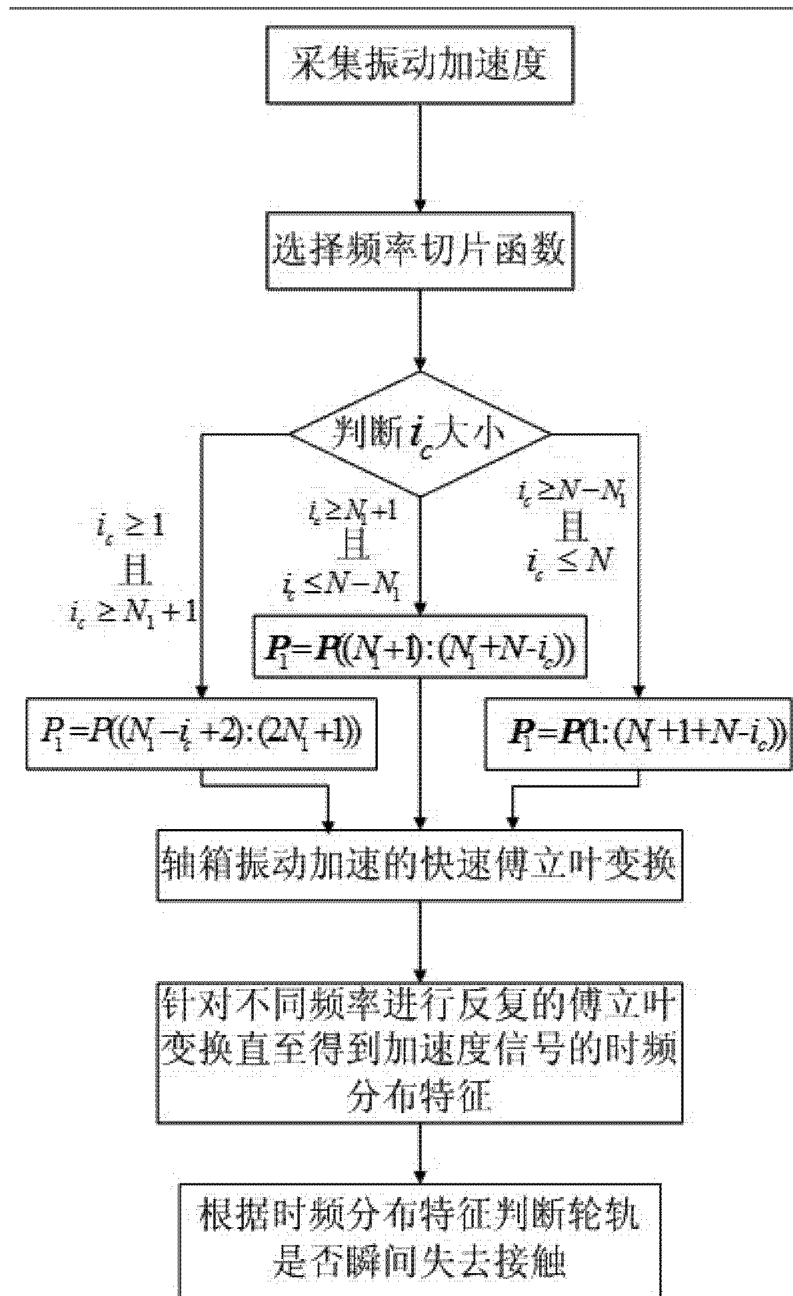 采集振动加速度
选择频率切片函数
判断 i_c 大小
i_c ≥ 1
且
i_c ≥ N_1 + 1
i_c ≥ N_1+1
且
i_c ≤ N−N_1
i_c ≥ N−N_1
且
i_c ≤ N
P_1=P((N_1+1):(N_1+N-i_c))
P_1=P((N_1−i_c+2):(2N_1+1))
P_1=P(1:(N_1+1+N-i_c))
轴箱振动加速的快速傅立叶变换
针对不同频率进行反复的傅立叶
变换直至得到加速度信号的时频
分布特征
根据时频分布特征判断轮轨
是否瞬间失去接触